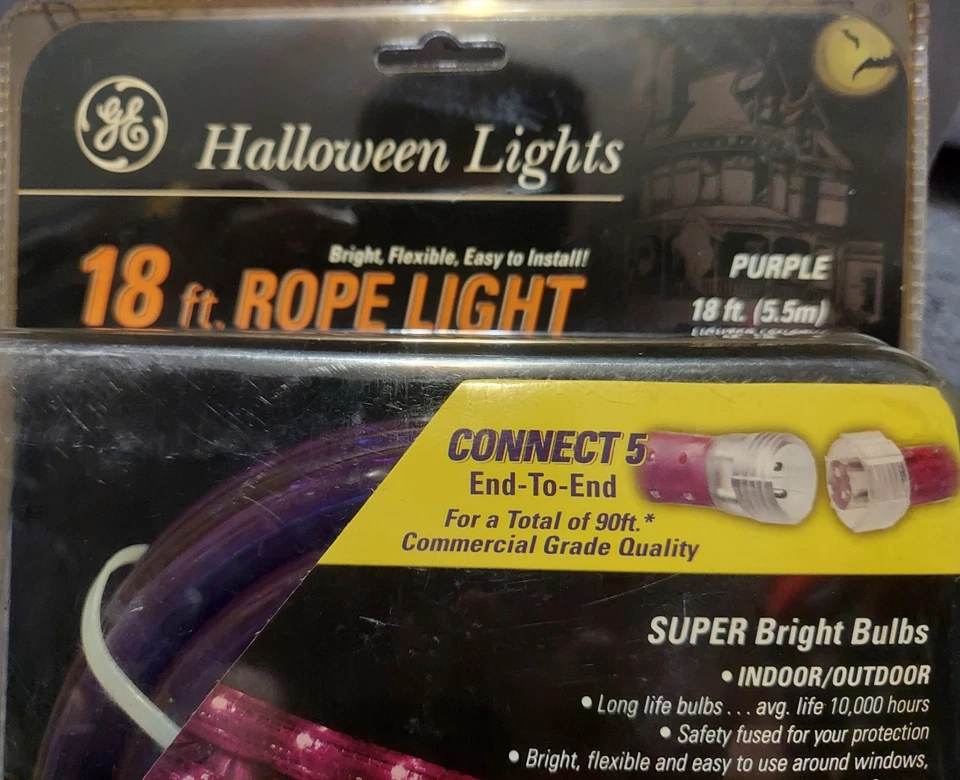 GE
Halloween Lights
Bright, Flexible, Easy to Install!
18 ft. ROPE LIGHT
PURPLE
18 ft. (5.5m)
CONNECT 5
End-To-End
For a Total of 90ft.*
Commercial Grade Quality
SUPER Bright Bulbs
• INDOOR/OUTDOOR
• Long life bulbs . . . avg. life 10,000 hours
• Safety fused for your protection
• Bright, flexible and easy to use around windows,